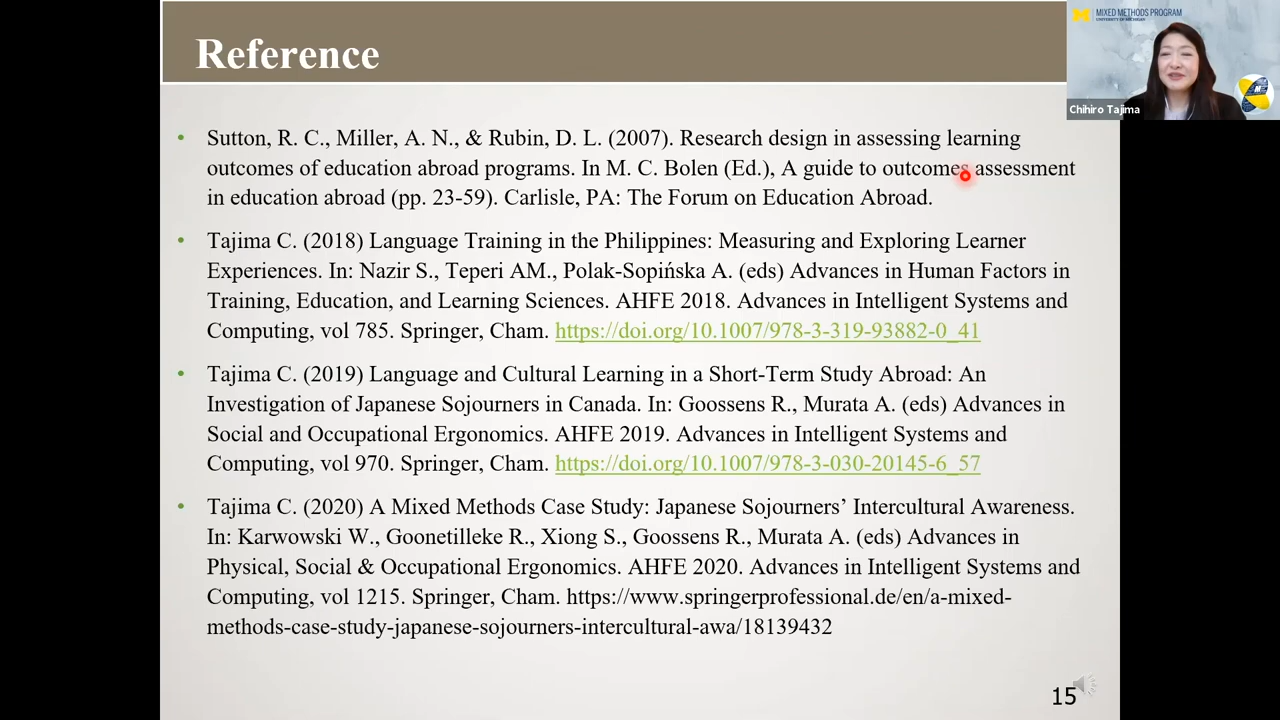 Reference
MIXED METHODS PROGRAM
UNIVERSITY OF MICHIGAN
Chihiro Tajima
• Sutton, R. C., Miller, A. N., & Rubin, D. L. (2007). Research design in assessing learning
outcomes of education abroad programs. In M. C. Bolen (Ed.), A guide to outcomes assessment
in education abroad (pp. 23-59). Carlisle, PA: The Forum on Education Abroad.
• Tajima C. (2018) Language Training in the Philippines: Measuring and Exploring Learner
Experiences. In: Nazir S., Teperi AM., Polak-Sopińska A. (eds) Advances in Human Factors in
Training, Education, and Learning Sciences. AHFE 2018. Advances in Intelligent Systems and
Computing, vol 785. Springer, Cham. https://doi.org/10.1007/978-3-319-93882-0_41
• Tajima C. (2019) Language and Cultural Learning in a Short-Term Study Abroad: An
Investigation of Japanese Sojourners in Canada. In: Goossens R., Murata A. (eds) Advances in
Social and Occupational Ergonomics. AHFE 2019. Advances in Intelligent Systems and
Computing, vol 970. Springer, Cham. https://doi.org/10.1007/978-3-030-20145-6_57
• Tajima C. (2020) A Mixed Methods Case Study: Japanese Sojourners’ Intercultural Awareness.
In: Karwowski W., Goonetilleke R., Xiong S., Goossens R., Murata A. (eds) Advances in
Physical, Social & Occupational Ergonomics. AHFE 2020. Advances in Intelligent Systems and
Computing, vol 1215. Springer, Cham. https://www.springerprofessional.de/en/a-mixed-
methods-case-study-japanese-sojourners-intercultural-awa/18139432
15